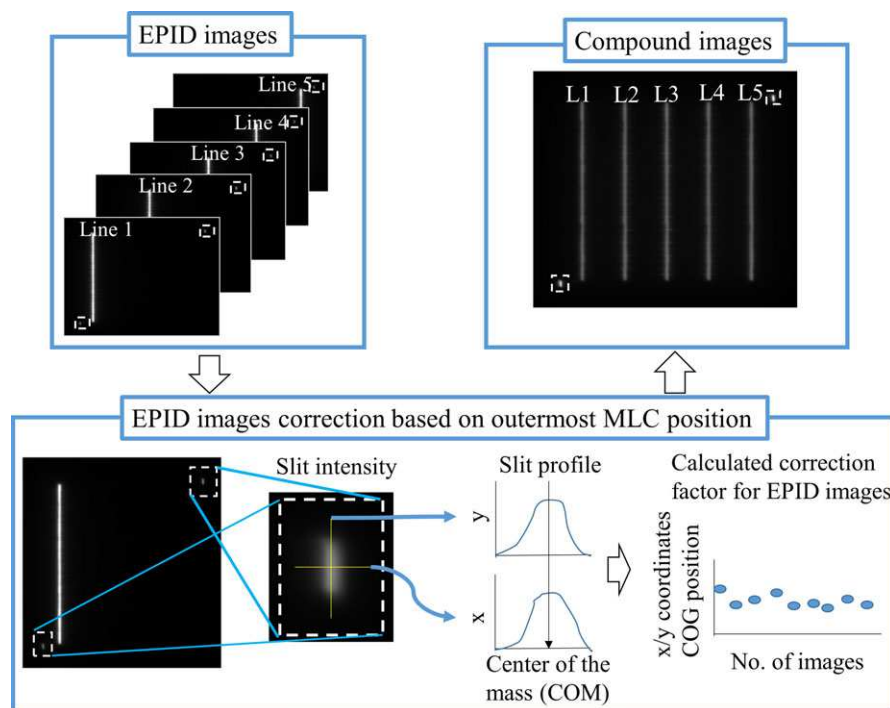 EPID images
Line 5
Line 4
Line 3
Line 2
Line 1
Compound images
L1 L2 L3 L4 L5
EPID images correction based on outermost MLC position
Slit intensity
Slit profile
y
x
Center of the
mass (COM)
Calculated correction
factor for EPID images
x/y coordinates
COG position
No. of images